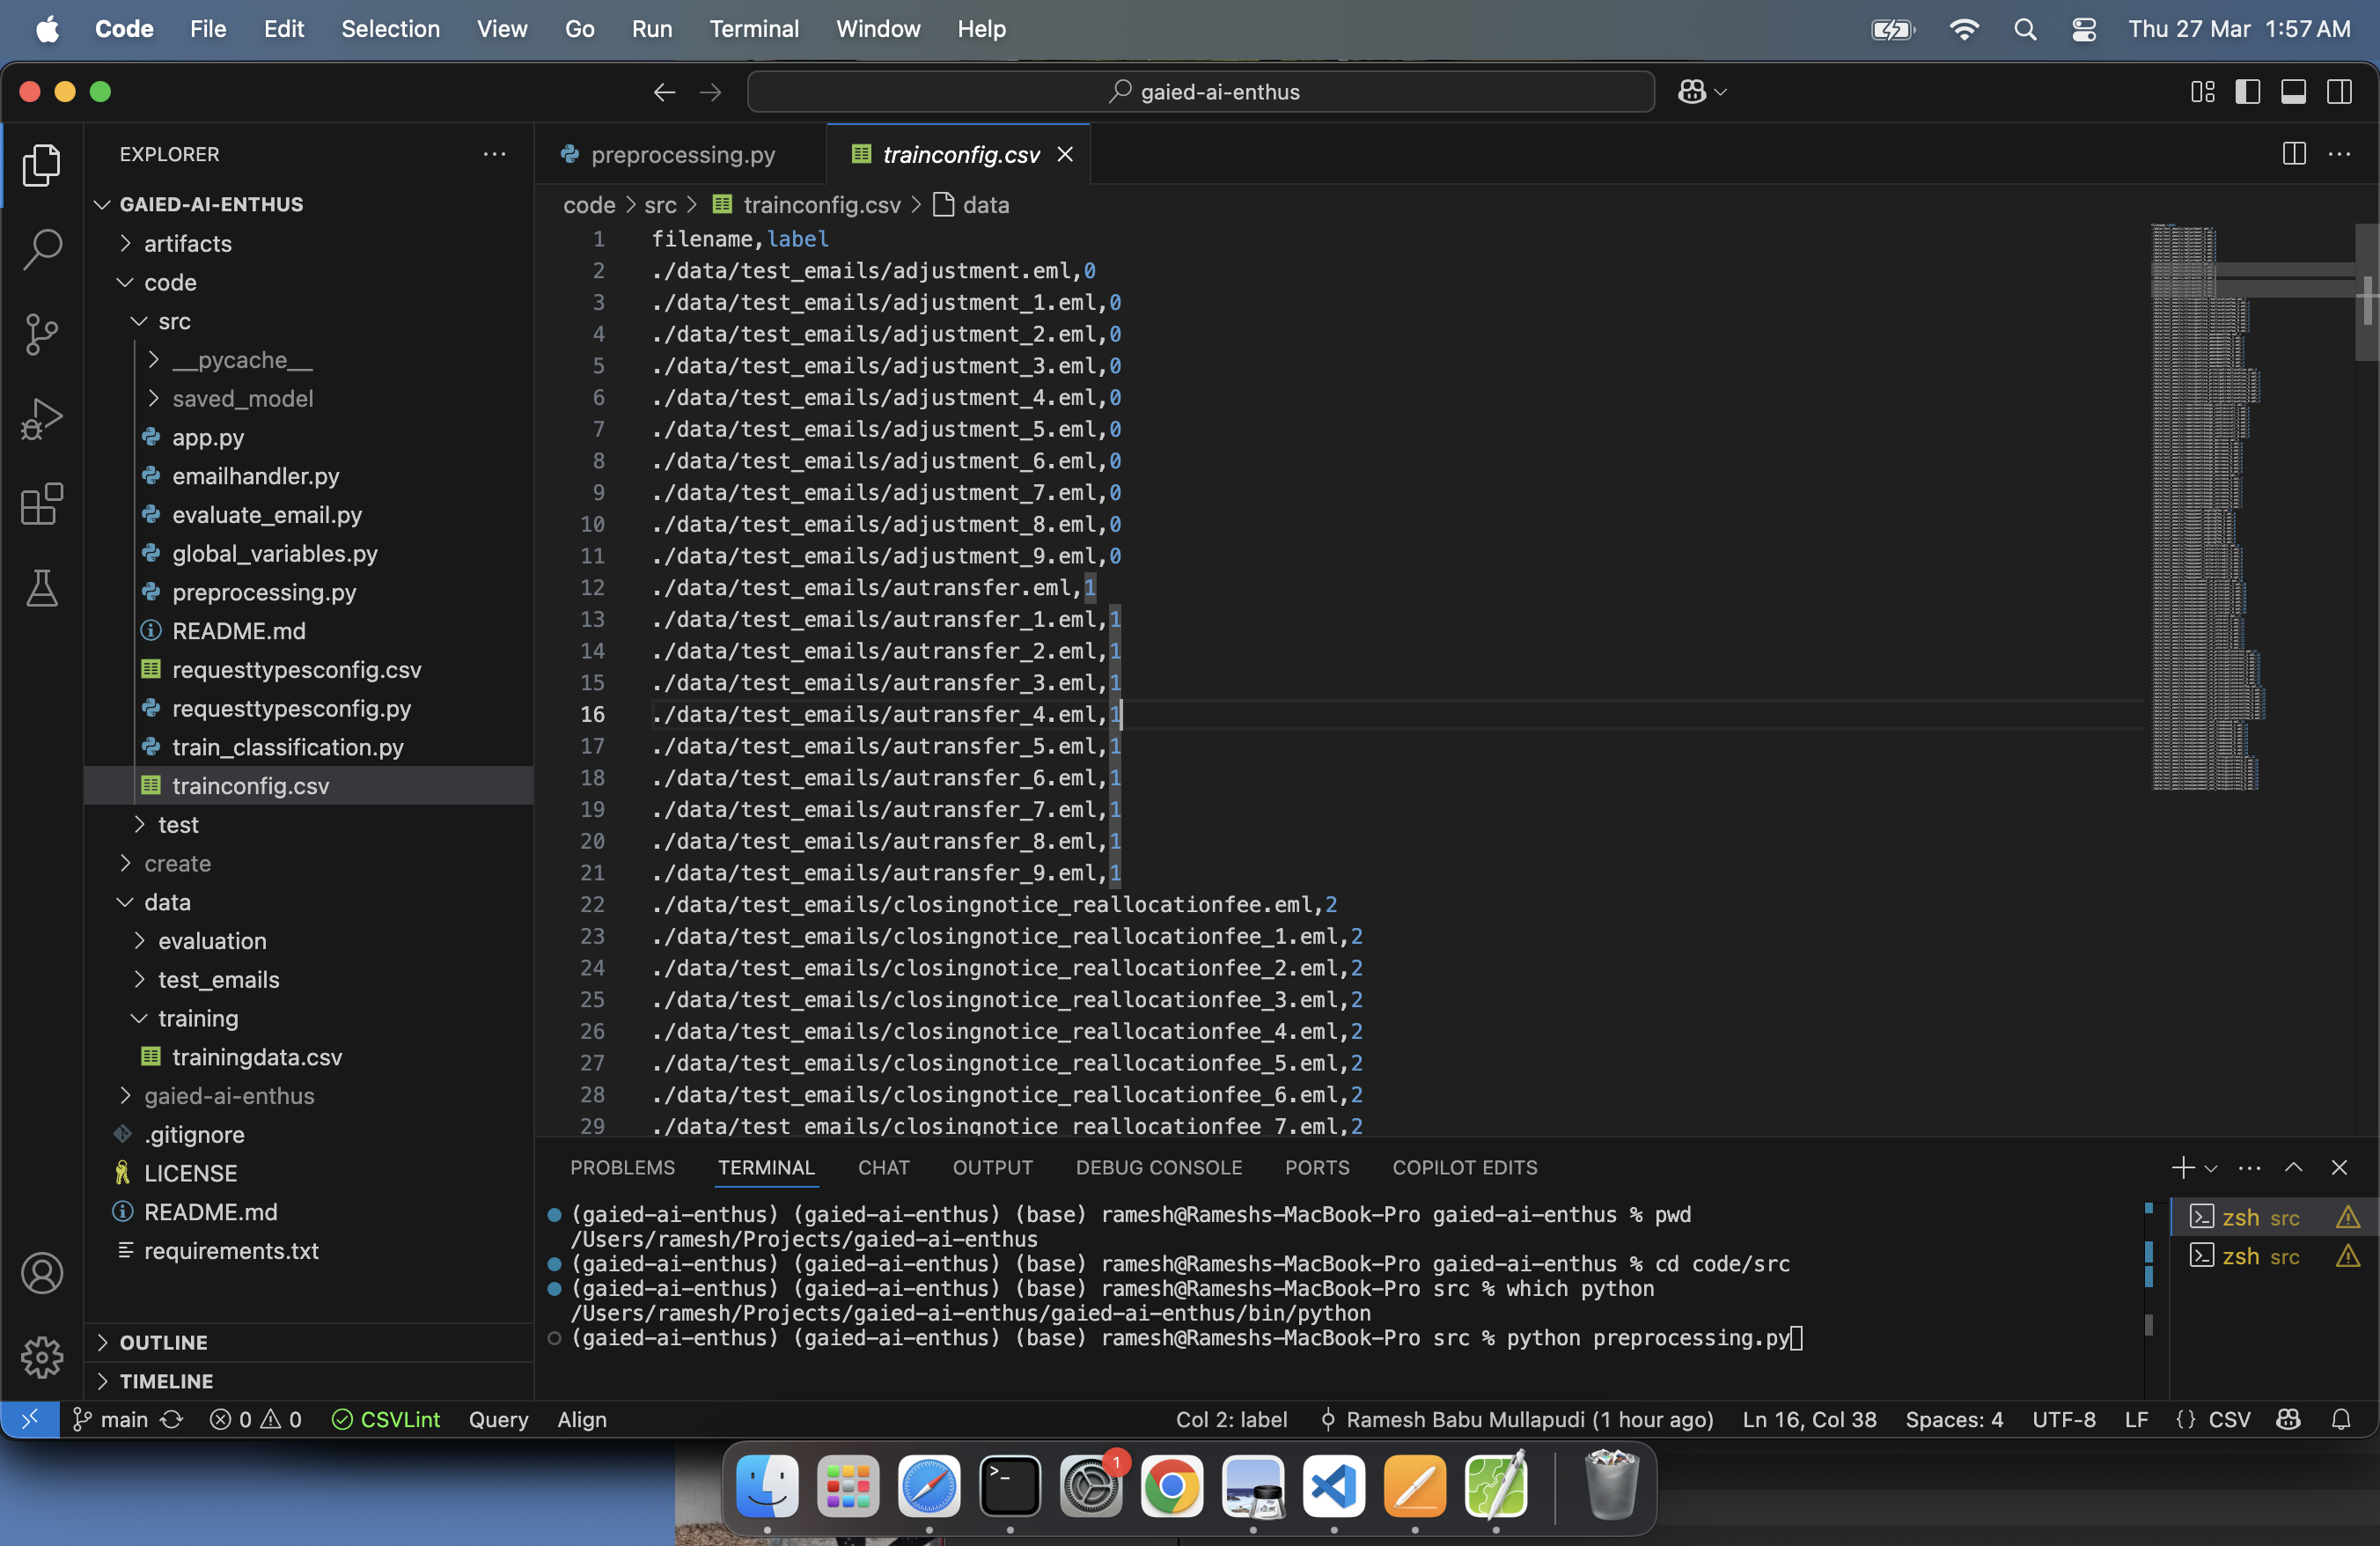 Code File Edit Selection View Go Run Terminal Window Help Thu 27 Mar 1:57 AM
gaied-ai-enthus
EXPLORER
GAIED-AI-ENTHUS
artifacts
code
src
__pycache__
saved_model
app.py
emailhandler.py
evaluate_email.py
global_variables.py
preprocessing.py
README.md
requesttypesconfig.csv
requesttypesconfig.py
train_classification.py
trainconfig.csv
test
create
data
evaluation
test_emails
training
trainingdata.csv
gaied-ai-enthus
.gitignore
LICENSE
README.md
requirements.txt
OUTLINE
TIMELINE
preprocessing.py trainconfig.csv
code > src > trainconfig.csv > data
1 filename,label
2 ./data/test_emails/adjustment.eml,0
3 ./data/test_emails/adjustment_1.eml,0
4 ./data/test_emails/adjustment_2.eml,0
5 ./data/test_emails/adjustment_3.eml,0
6 ./data/test_emails/adjustment_4.eml,0
7 ./data/test_emails/adjustment_5.eml,0
8 ./data/test_emails/adjustment_6.eml,0
9 ./data/test_emails/adjustment_7.eml,0
10 ./data/test_emails/adjustment_8.eml,0
11 ./data/test_emails/adjustment_9.eml,0
12 ./data/test_emails/autransfer.eml,1
13 ./data/test_emails/autransfer_1.eml,1
14 ./data/test_emails/autransfer_2.eml,1
15 ./data/test_emails/autransfer_3.eml,1
16 ./data/test_emails/autransfer_4.eml,1
17 ./data/test_emails/autransfer_5.eml,1
18 ./data/test_emails/autransfer_6.eml,1
19 ./data/test_emails/autransfer_7.eml,1
20 ./data/test_emails/autransfer_8.eml,1
21 ./data/test_emails/autransfer_9.eml,1
22 ./data/test_emails/closingnotice_reallocationfee.eml,2
23 ./data/test_emails/closingnotice_reallocationfee_1.eml,2
24 ./data/test_emails/closingnotice_reallocationfee_2.eml,2
25 ./data/test_emails/closingnotice_reallocationfee_3.eml,2
26 ./data/test_emails/closingnotice_reallocationfee_4.eml,2
27 ./data/test_emails/closingnotice_reallocationfee_5.eml,2
28 ./data/test_emails/closingnotice_reallocationfee_6.eml,2
29 ./data/test_emails/closingnotice_reallocationfee_7.eml,2
PROBLEMS TERMINAL CHAT OUTPUT DEBUG CONSOLE PORTS COPILOT EDITS
(gaied-ai-enthus) (gaied-ai-enthus) (base) ramesh@Rameshs-MacBook-Pro gaied-ai-enthus % pwd
/Users/ramesh/Projects/gaied-ai-enthus
(gaied-ai-enthus) (gaied-ai-enthus) (base) ramesh@Rameshs-MacBook-Pro gaied-ai-enthus % cd code/src
(gaied-ai-enthus) (gaied-ai-enthus) (base) ramesh@Rameshs-MacBook-Pro src % which python
/Users/ramesh/Projects/gaied-ai-enthus/gaied-ai-enthus/bin/python
(gaied-ai-enthus) (gaied-ai-enthus) (base) ramesh@Rameshs-MacBook-Pro src % python preprocessing.py
zsh src
zsh src
main 0 0 CSVLint Query Align Col 2: label Ramesh Babu Mullapudi (1 hour ago) Ln 16, Col 38 Spaces: 4 UTF-8 LF {} CSV
1